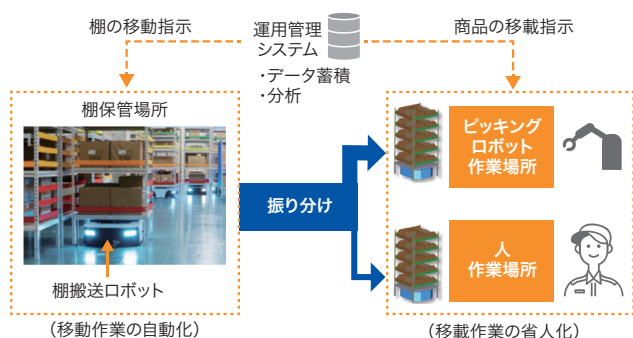 棚の移動指示
運用管理
システム
・データ蓄積
・分析
商品の移載指示
棚保管場所
棚搬送ロボット
振り分け
ピッキング
ロボット
作業場所
人
作業場所
（移動作業の自動化）
（移載作業の省人化）